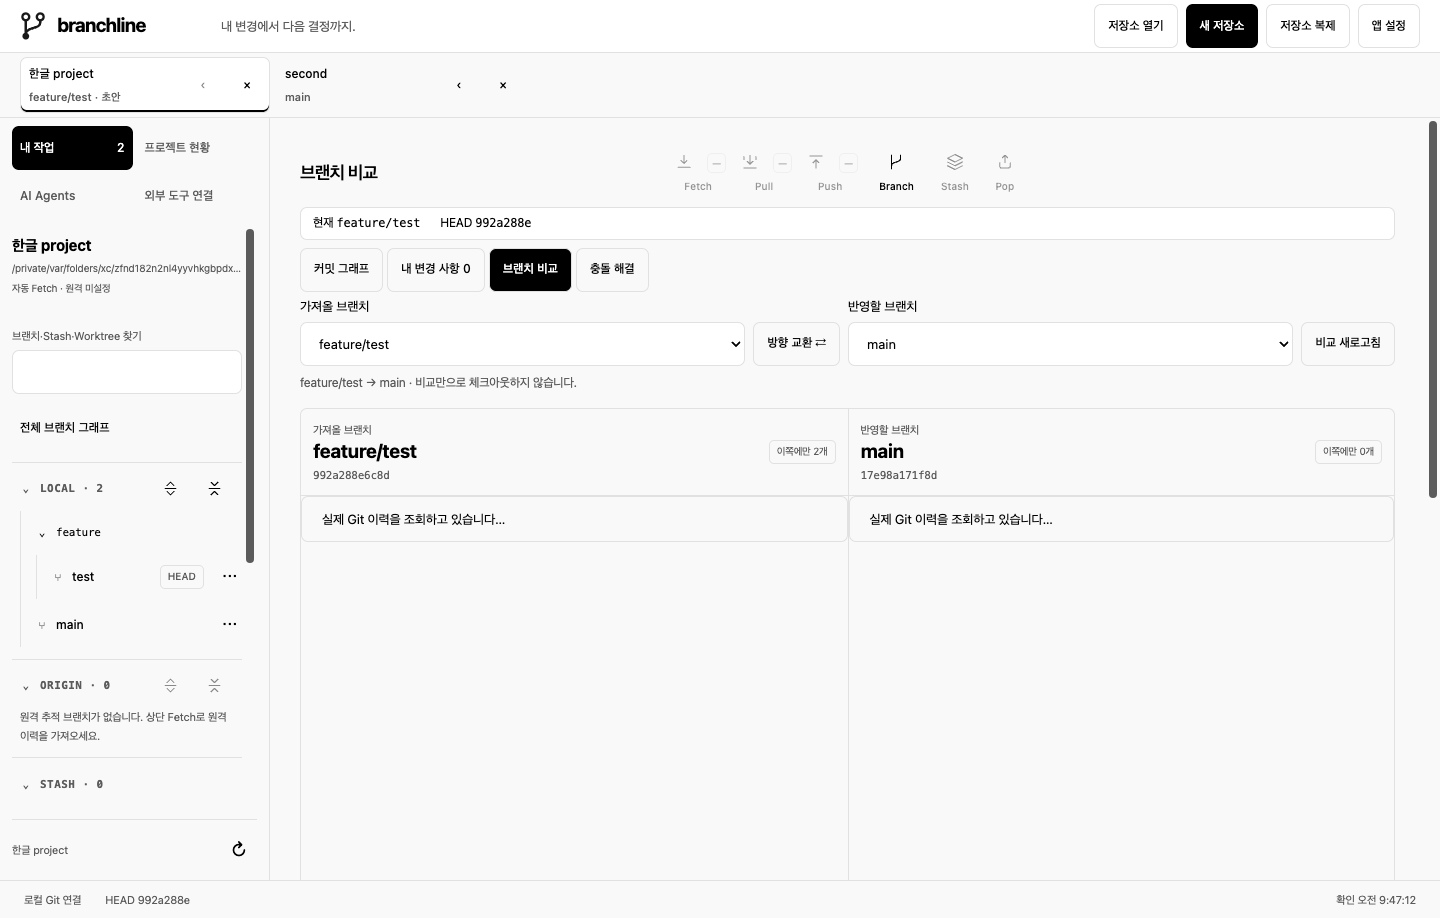 branchline
내 변경에서 다음 결정까지.
저장소 열기
새 저장소
저장소 복제
앱 설정
한글 project
feature/test · 초안
second
main
내 작업 2
프로젝트 현황
AI Agents
외부 도구 연결
한글 project
/private/var/folders/xc/zfnd182n2nl4yyvhkgbpdx...
자동 Fetch · 원격 미설정
브랜치·Stash·Worktree 찾기
전체 브랜치 그래프
LOCAL · 2
feature
test HEAD
main
ORIGIN · 0
원격 추적 브랜치가 없습니다. 상단 Fetch로 원격
이력을 가져오세요.
STASH · 0
한글 project
브랜치 비교
Fetch
Pull
Push
Branch
Stash
Pop
현재 feature/test HEAD 992a288e
커밋 그래프
내 변경 사항 0
브랜치 비교
충돌 해결
가져올 브랜치
feature/test
방향 교환 ⇄
반영할 브랜치
main
비교 새로고침
feature/test → main · 비교만으로 체크아웃하지 않습니다.
가져올 브랜치
feature/test
이쪽에만 2개
992a288e6c8d
실제 Git 이력을 조회하고 있습니다...
반영할 브랜치
main
이쪽에만 0개
17e98a171f8d
실제 Git 이력을 조회하고 있습니다...
로컬 Git 연결
HEAD 992a288e
확인 오전 9:47:12